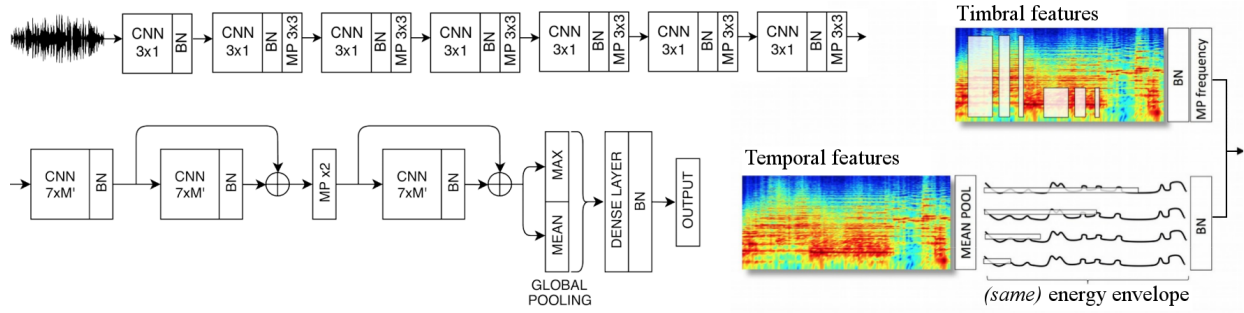 CNN
3x1
BN
CNN
3x1
BN
MP 3x3
CNN
3x1
BN
MP 3x3
CNN
3x1
BN
MP 3x3
CNN
3x1
BN
MP 3x3
CNN
3x1
BN
MP 3x3
CNN
3x1
BN
MP 3x3
CNN
7xM'
BN
CNN
7xM'
BN
MP x2
CNN
7xM'
BN
MAX
MEAN
GLOBAL
POOLING
DENSE LAYER
BN
OUTPUT
Timbral features
BN
MP frequency
Temporal features
MEAN POOL
BN
(same) energy envelope